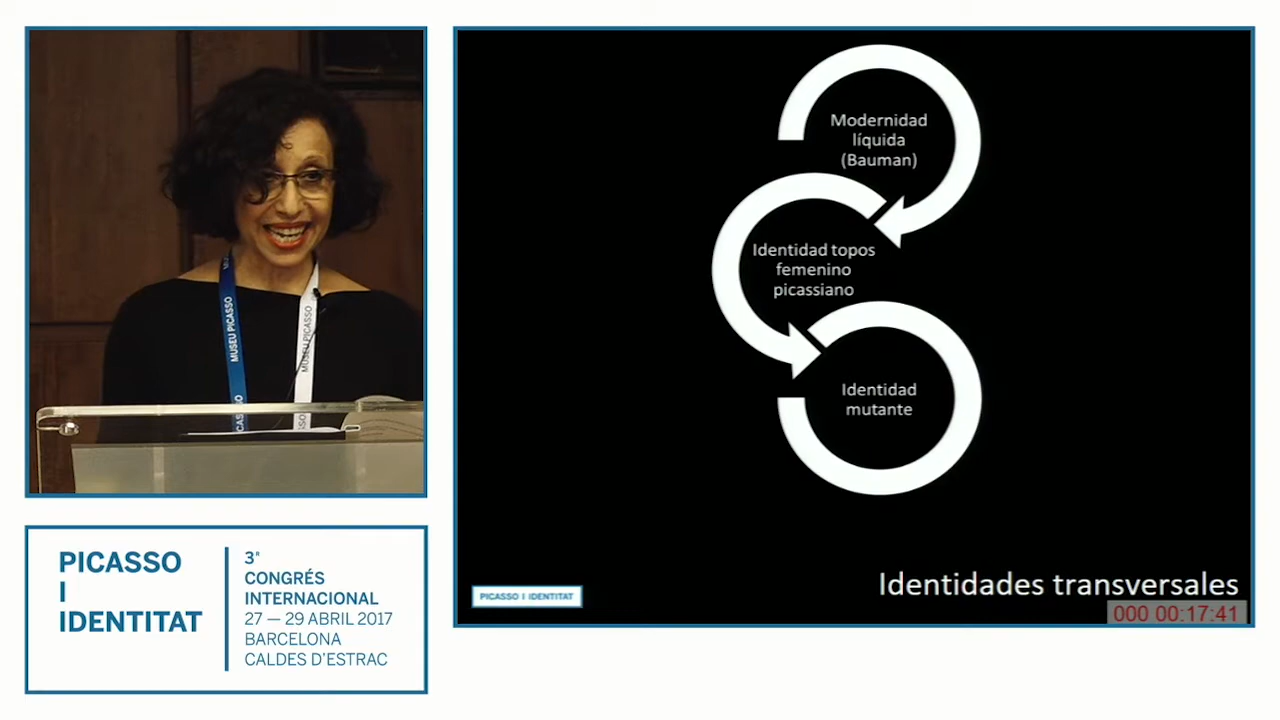 MUSEU PICASSO
MUSEU PICASSO
PICASSO
I
IDENTITAT
3ᵉʳ
CONGRÉS
INTERNACIONAL
27 — 29 ABRIL 2017
BARCELONA
CALDES D'ESTRAC
Modernidad
líquida
(Bauman)
Identidad topos
femenino
picassiano
Identidad
mutante
Identidades transversales
PICASSO I IDENTITAT
000 00:17:41